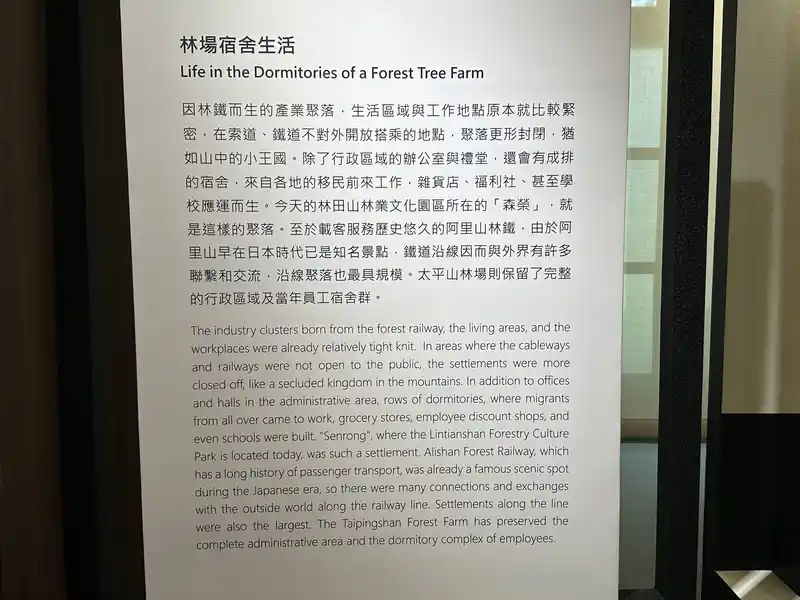 林場宿舍生活
Life in the Dormitories of a Forest Tree Farm
因林鐵而生的產業聚落，生活區域與工作地點原本就比較緊
密，在索道、鐵道不對外開放搭乘的地點，聚落更形封閉，猶
如山中的小王國。除了行政區域的辦公室與禮堂，還會有成排
的宿舍，來自各地的移民前來工作，雜貨店、福利社、甚至學
校應運而生。今天的林田山林業文化園區所在的「森榮」，就
是這樣的聚落。至於載客服務歷史悠久的阿里山林鐵，由於阿
里山早在日本時代已是知名景點，鐵道沿線因而與外界有許多
聯繫和交流，沿線聚落也最具規模。太平山林場則保留了完整
的行政區域及當年員工宿舍群。
The industry clusters born from the forest railway, the living areas, and the
workplaces were already relatively tight knit. In areas where the cableways
and railways were not open to the public, the settlements were more
closed off, like a secluded kingdom in the mountains. In addition to offices
and halls in the administrative area, rows of dormitories, where migrants
from all over came to work, grocery stores, employee discount shops, and
even schools were built. "Senrong", where the Lintianshan Forestry Culture
Park is located today, was such a settlement. Alishan Forest Railway, which
has a long history of passenger transport, was already a famous scenic spot
during the Japanese era, so there were many connections and exchanges
with the outside world along the railway line. Settlements along the line
were also the largest. The Taipingshan Forest Farm has preserved the
complete administrative area and the dormitory complex of employees.